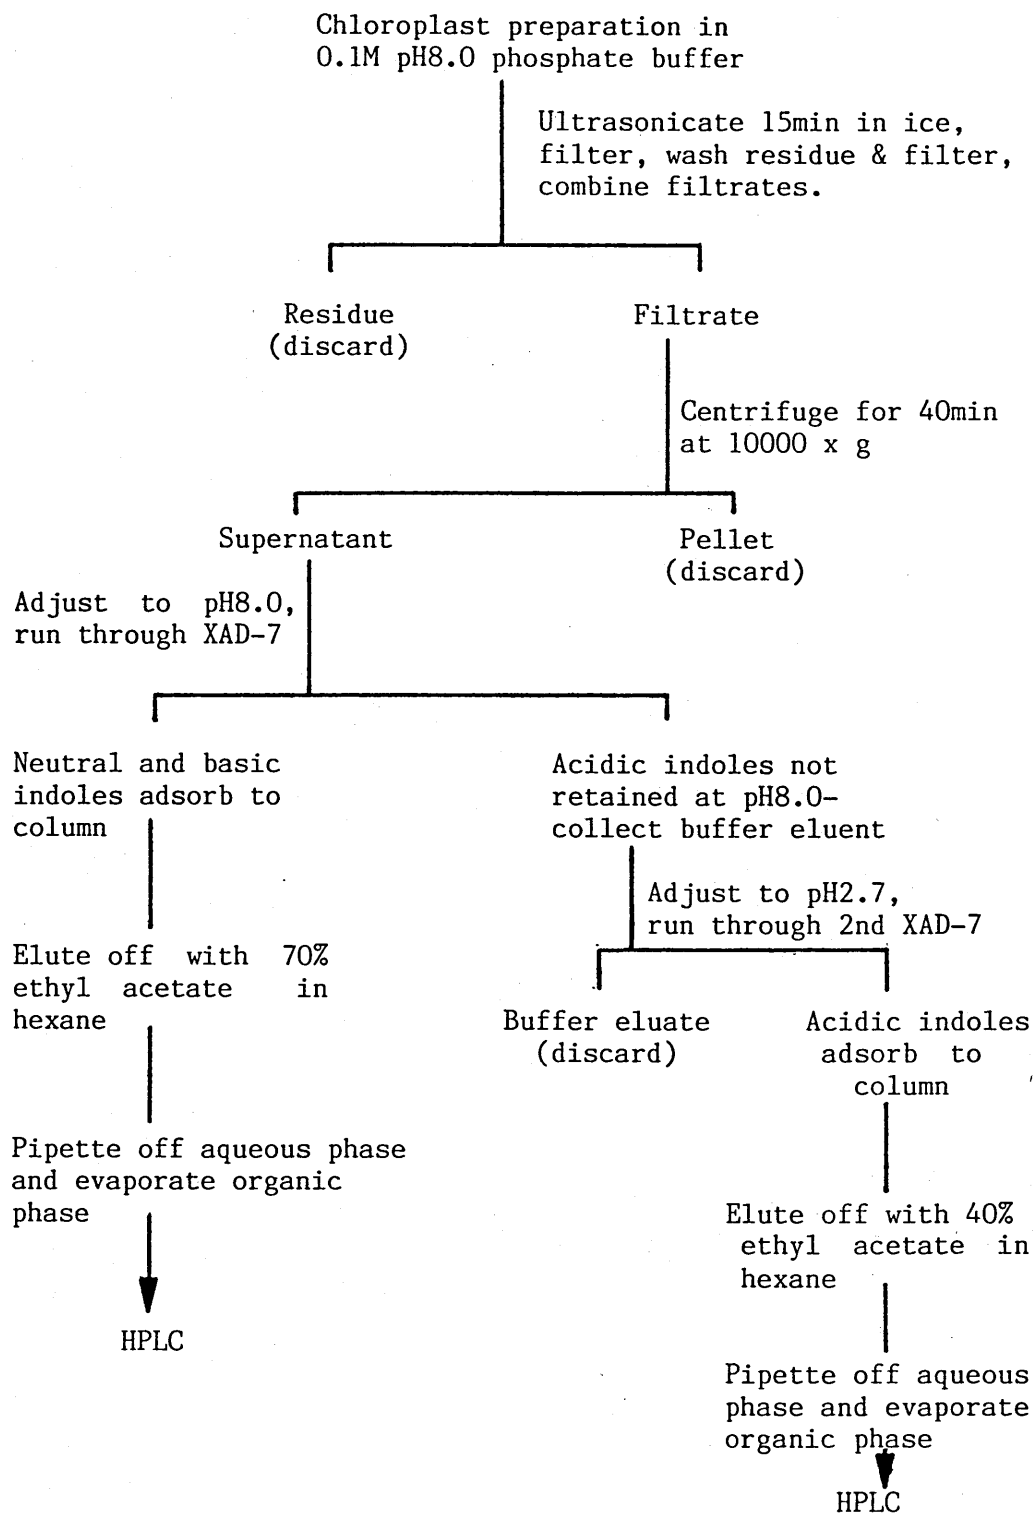 Chloroplast preparation in
0.1M pH8.0 phosphate buffer
Ultrasonicate 15min in ice,
filter, wash residue & filter,
combine filtrates.
Residue
(discard)
Filtrate
Centrifuge for 40min
at 10000 x g
Supernatant
Pellet
(discard)
Adjust to pH8.0,
run through XAD-7
Neutral and basic
indoles adsorb to
column
Acidic indoles not
retained at pH8.0-
collect buffer eluent
Adjust to pH2.7,
run through 2nd XAD-7
Elute off with 70%
ethyl acetate in
hexane
Buffer eluate
(discard)
Acidic indoles
adsorb to
column
Pipette off aqueous phase
and evaporate organic
phase
Elute off with 40%
ethyl acetate in
hexane
HPLC
Pipette off aqueous
phase and evaporate
organic phase
HPLC